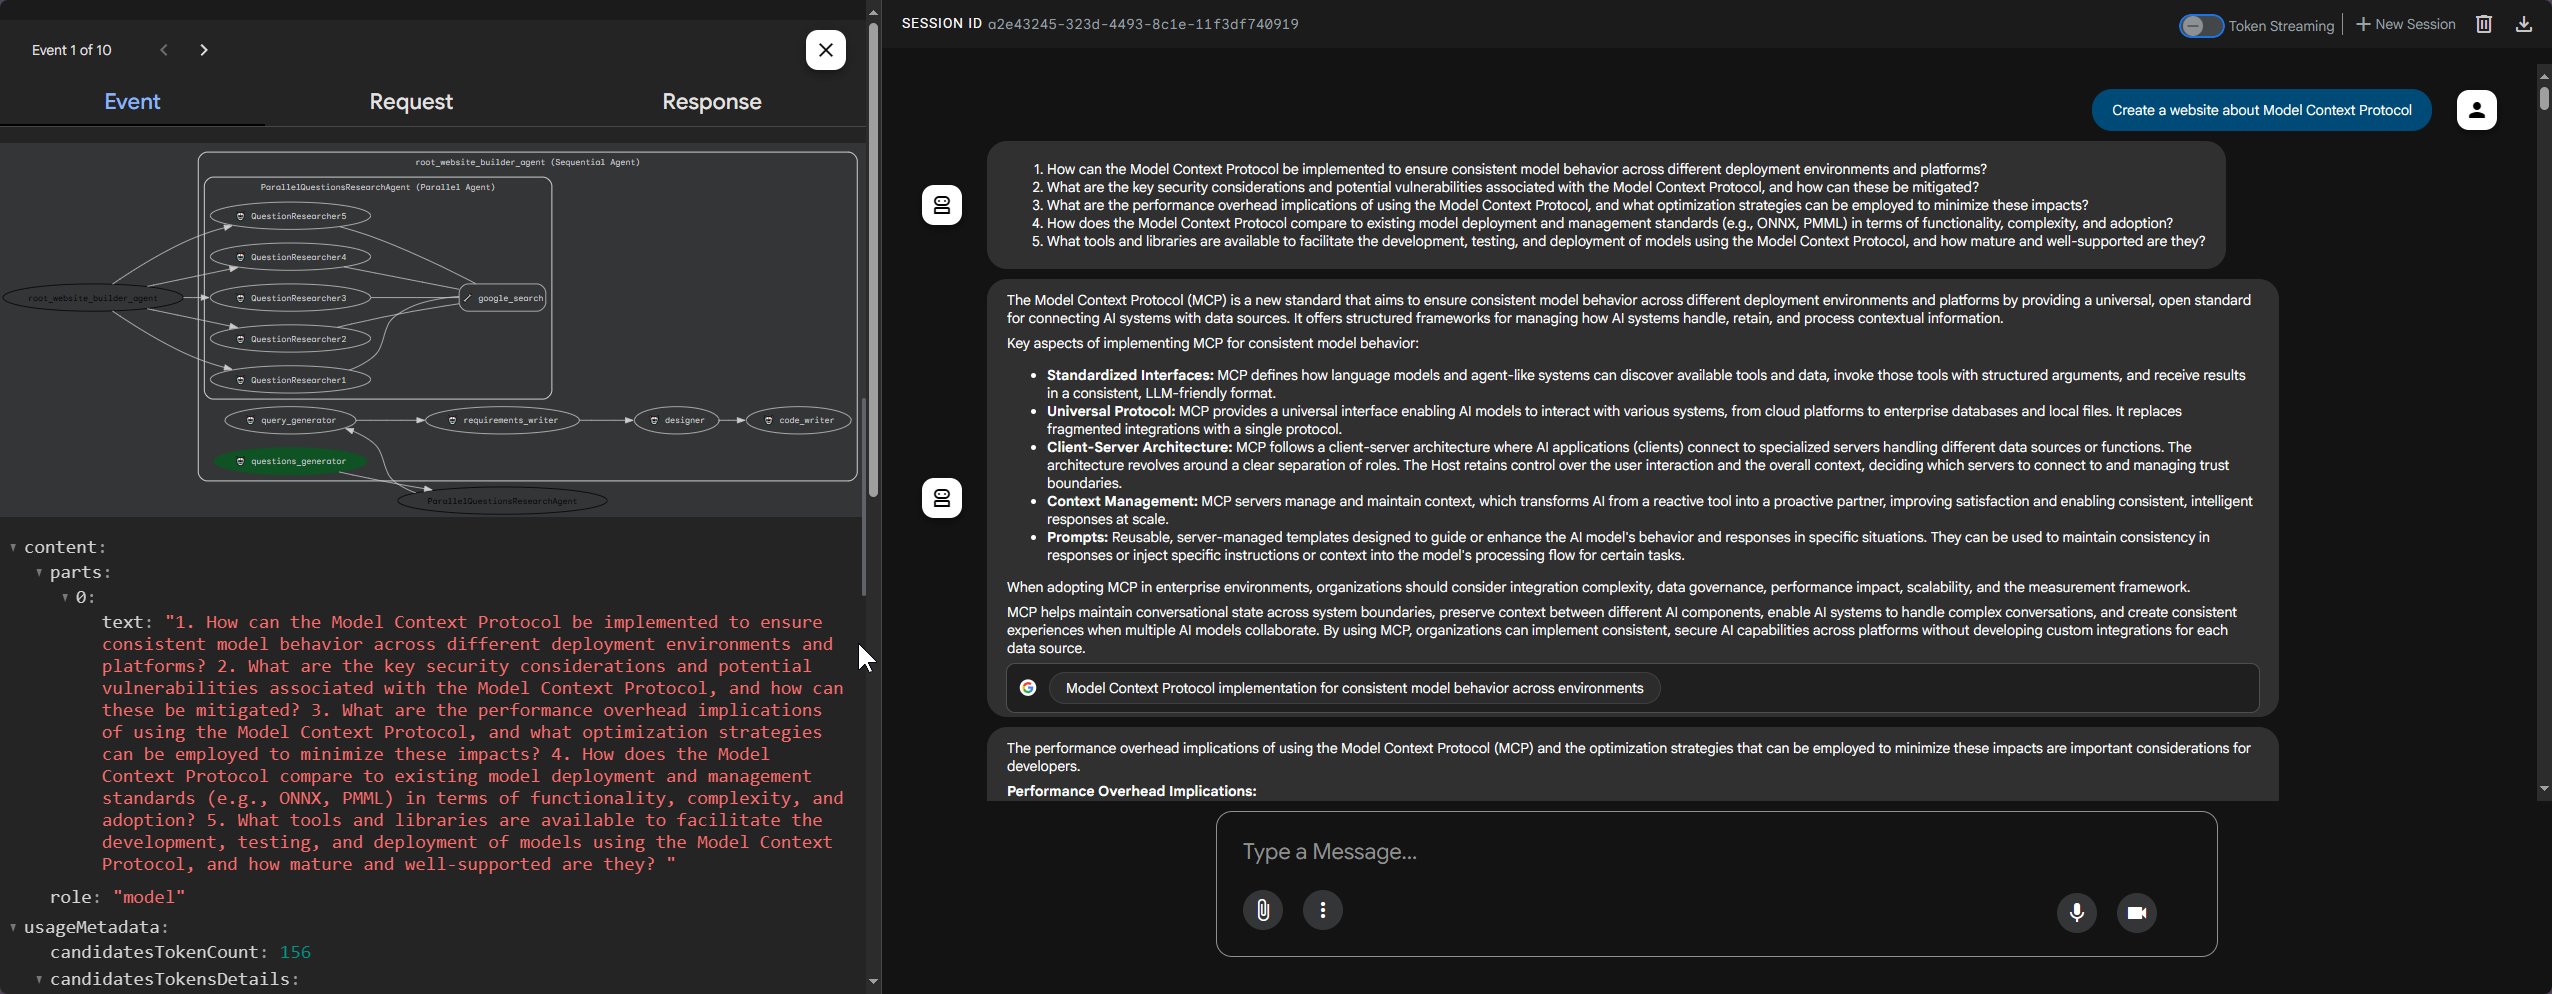 Event 1 of 10
Event
Request
Response
root_website_builder_agent (Sequential Agent)
ParallelQuestionsResearchAgent (Parallel Agent)
QuestionResearcher5
QuestionResearcher4
root_website_builder_agent
QuestionResearcher3
google_search
QuestionResearcher2
QuestionResearcher1
query_generator
requirements_writer
designer
code_writer
questions_generator
ParallelQuestionsResearchAgent
content:
parts:
0:
text: "1. How can the Model Context Protocol be implemented to ensure
consistent model behavior across different deployment environments and
platforms? 2. What are the key security considerations and potential
vulnerabilities associated with the Model Context Protocol, and how can
these be mitigated? 3. What are the performance overhead implications
of using the Model Context Protocol, and what optimization strategies
can be employed to minimize these impacts? 4. How does the Model
Context Protocol compare to existing model deployment and management
standards (e.g., ONNX, PMML) in terms of functionality, complexity, and
adoption? 5. What tools and libraries are available to facilitate the
development, testing, and deployment of models using the Model Context
Protocol, and how mature and well-supported are they? "
role: "model"
usageMetadata:
candidatesTokenCount: 156
candidatesTokensDetails:
SESSION ID a2e43245-323d-4493-8c1e-11f3df740919
Token Streaming
New Session
Create a website about Model Context Protocol
1. How can the Model Context Protocol be implemented to ensure consistent model behavior across different deployment environments and platforms?
2. What are the key security considerations and potential vulnerabilities associated with the Model Context Protocol, and how can these be mitigated?
3. What are the performance overhead implications of using the Model Context Protocol, and what optimization strategies can be employed to minimize these impacts?
4. How does the Model Context Protocol compare to existing model deployment and management standards (e.g., ONNX, PMML) in terms of functionality, complexity, and adoption?
5. What tools and libraries are available to facilitate the development, testing, and deployment of models using the Model Context Protocol, and how mature and well-supported are they?
The Model Context Protocol (MCP) is a new standard that aims to ensure consistent model behavior across different deployment environments and platforms by providing a universal, open standard
for connecting AI systems with data sources. It offers structured frameworks for managing how AI systems handle, retain, and process contextual information.
Key aspects of implementing MCP for consistent model behavior:
• Standardized Interfaces: MCP defines how language models and agent-like systems can discover available tools and data, invoke those tools with structured arguments, and receive results
in a consistent, LLM-friendly format.
• Universal Protocol: MCP provides a universal interface enabling AI models to interact with various systems, from cloud platforms to enterprise databases and local files. It replaces
fragmented integrations with a single protocol.
• Client-Server Architecture: MCP follows a client-server architecture where AI applications (clients) connect to specialized servers handling different data sources or functions. The
architecture revolves around a clear separation of roles. The Host retains control over the user interaction and the overall context, deciding which servers to connect to and managing trust
boundaries.
• Context Management: MCP servers manage and maintain context, which transforms AI from a reactive tool into a proactive partner, improving satisfaction and enabling consistent, intelligent
responses at scale.
• Prompts: Reusable, server-managed templates designed to guide or enhance the AI model's behavior and responses in specific situations. They can be used to maintain consistency in
responses or inject specific instructions or context into the model's processing flow for certain tasks.
When adopting MCP in enterprise environments, organizations should consider integration complexity, data governance, performance impact, scalability, and the measurement framework.
MCP helps maintain conversational state across system boundaries, preserve context between different AI components, enable AI systems to handle complex conversations, and create consistent
experiences when multiple AI models collaborate. By using MCP, organizations can implement consistent, secure AI capabilities across platforms without developing custom integrations for each
data source.
Model Context Protocol implementation for consistent model behavior across environments
The performance overhead implications of using the Model Context Protocol (MCP) and the optimization strategies that can be employed to minimize these impacts are important considerations for
developers.
Performance Overhead Implications:
Type a Message...